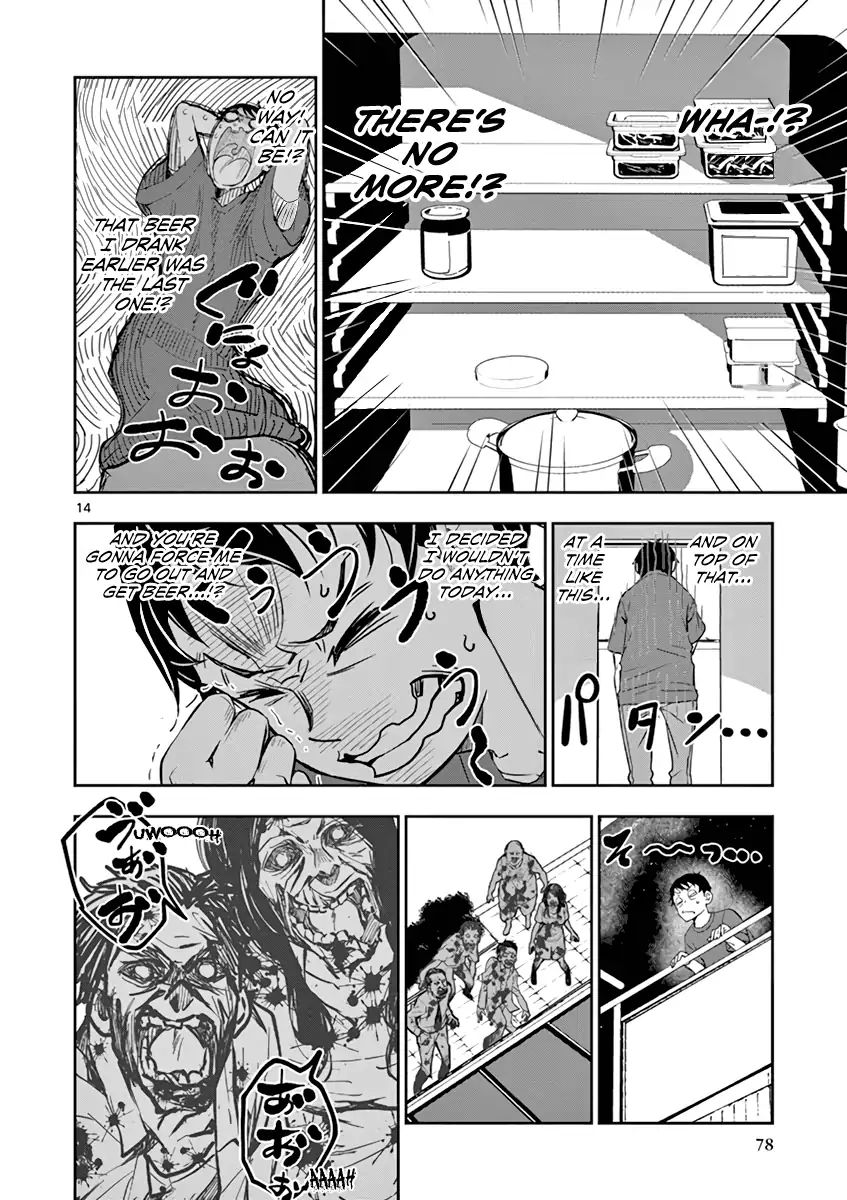 WHA-!?
THERE'S
NO
MORE!?
NO
WAY!
CAN IT
BE!?
THAT BEER
I DRANK
EARLIER WAS
THE LAST
ONE!?
ぐにょ
おおおお
14
AND ON
TOP OF
THAT...
AT A
TIME
LIKE
THIS...
パタン・・・
I DECIDED
I WOULDN'T
DO ANYTHING
TODAY...
AND YOU'RE
GONNA FORCE ME
TO GO OUT AND
GET BEER...!?
そ〜〜っ・・・
UWOOOH
AAAAH
78